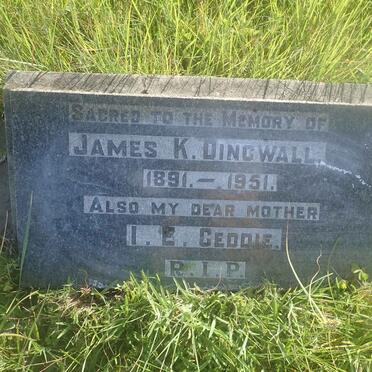 SACRED TO THE MEMORY OF
JAMES K. DINGWALL
1891. – 1951.
ALSO MY DEAR MOTHER
I. E. GEDDIE.
R.I.P.